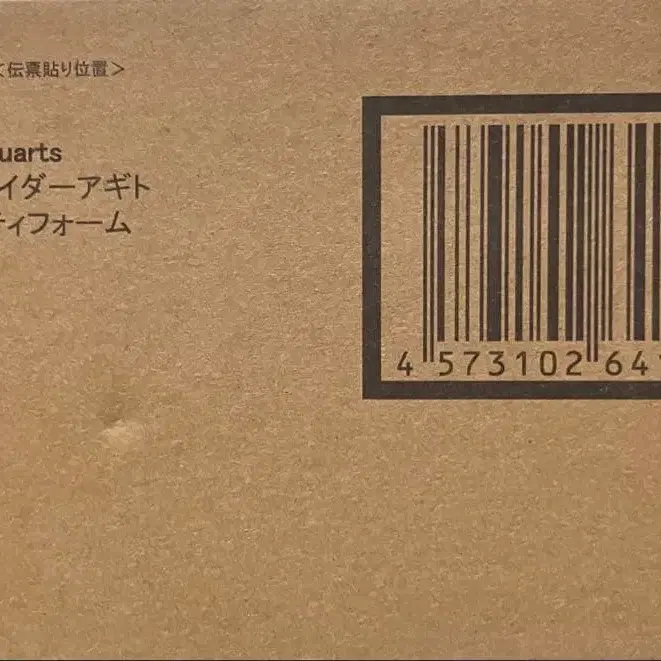 <伝票貼り位置>
uarts
イダーアギト
ティフォーム
4 573102 64